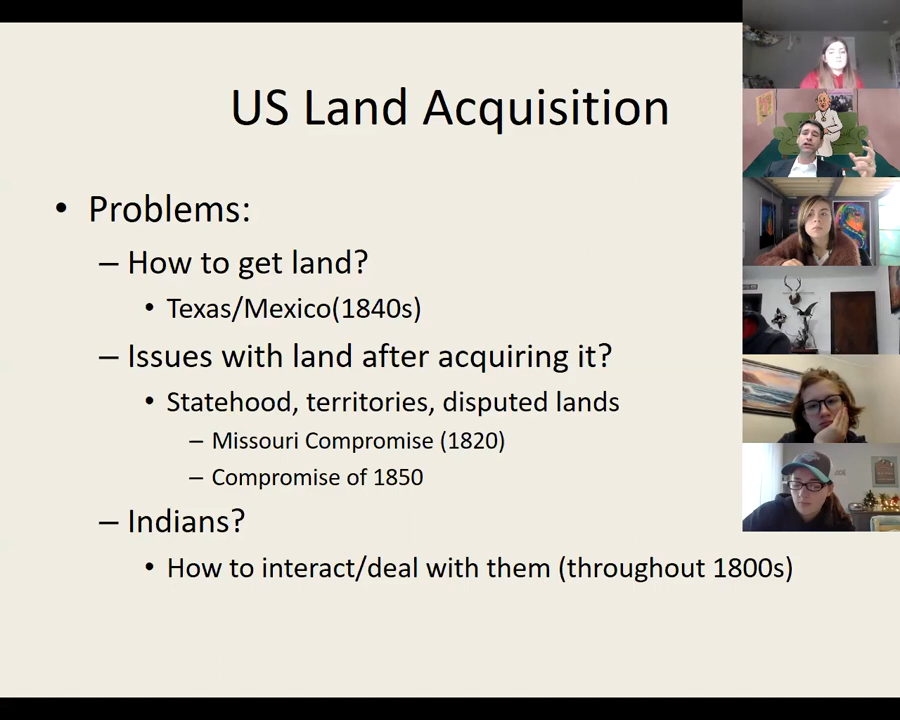 US Land Acquisition
• Problems:
– How to get land?
• Texas/Mexico(1840s)
– Issues with land after acquiring it?
• Statehood, territories, disputed lands
– Missouri Compromise (1820)
– Compromise of 1850
– Indians?
• How to interact/deal with them (throughout 1800s)